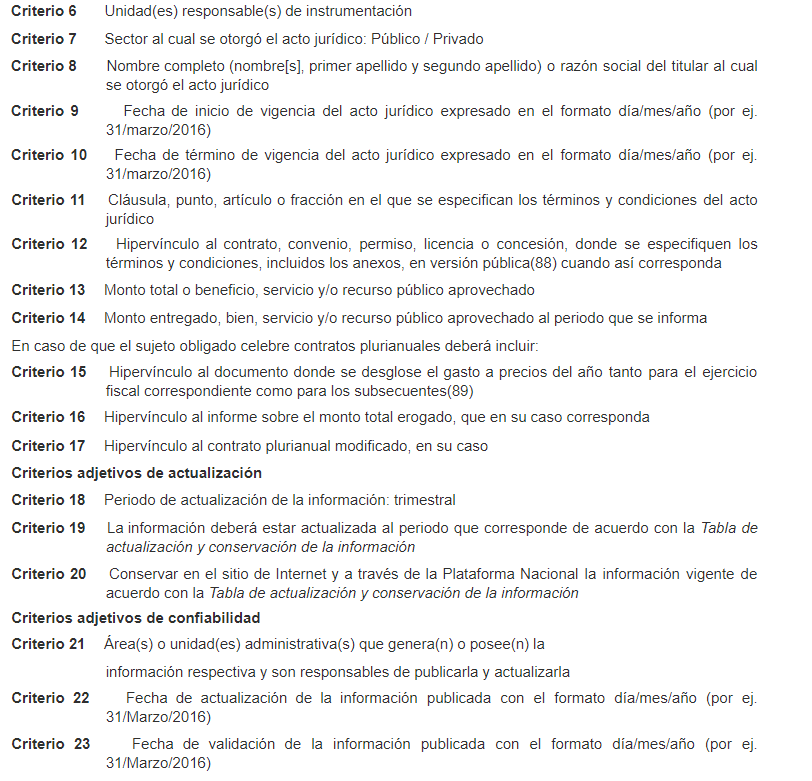 Criterio 6 Unidad(es) responsable(s) de instrumentación
Criterio 7 Sector al cual se otorgó el acto jurídico: Público / Privado
Criterio 8 Nombre completo (nombre[s], primer apellido y segundo apellido) o razón social del titular al cual
se otorgó el acto jurídico
Criterio 9 Fecha de inicio de vigencia del acto jurídico expresado en el formato día/mes/año (por ej.
31/marzo/2016)
Criterio 10 Fecha de término de vigencia del acto jurídico expresado en el formato día/mes/año (por ej.
31/marzo/2016)
Criterio 11 Cláusula, punto, artículo o fracción en el que se especifican los términos y condiciones del acto
jurídico
Criterio 12 Hipervínculo al contrato, convenio, permiso, licencia o concesión, donde se especifiquen los
términos y condiciones, incluidos los anexos, en versión pública(88) cuando así corresponda
Criterio 13 Monto total o beneficio, servicio y/o recurso público aprovechado
Criterio 14 Monto entregado, bien, servicio y/o recurso público aprovechado al periodo que se informa
En caso de que el sujeto obligado celebre contratos plurianuales deberá incluir:
Criterio 15 Hipervínculo al documento donde se desglose el gasto a precios del año tanto para el ejercicio
fiscal correspondiente como para los subsecuentes(89)
Criterio 16 Hipervínculo al informe sobre el monto total erogado, que en su caso corresponda
Criterio 17 Hipervínculo al contrato plurianual modificado, en su caso
Criterios adjetivos de actualización
Criterio 18 Periodo de actualización de la información: trimestral
Criterio 19 La información deberá estar actualizada al periodo que corresponde de acuerdo con la Tabla de
actualización y conservación de la información
Criterio 20 Conservar en el sitio de Internet y a través de la Plataforma Nacional la información vigente de
acuerdo con la Tabla de actualización y conservación de la información
Criterios adjetivos de confiabilidad
Criterio 21 Área(s) o unidad(es) administrativa(s) que genera(n) o posee(n) la
información respectiva y son responsables de publicarla y actualizarla
Criterio 22 Fecha de actualización de la información publicada con el formato día/mes/año (por ej.
31/Marzo/2016)
Criterio 23 Fecha de validación de la información publicada con el formato día/mes/año (por ej.
31/Marzo/2016)